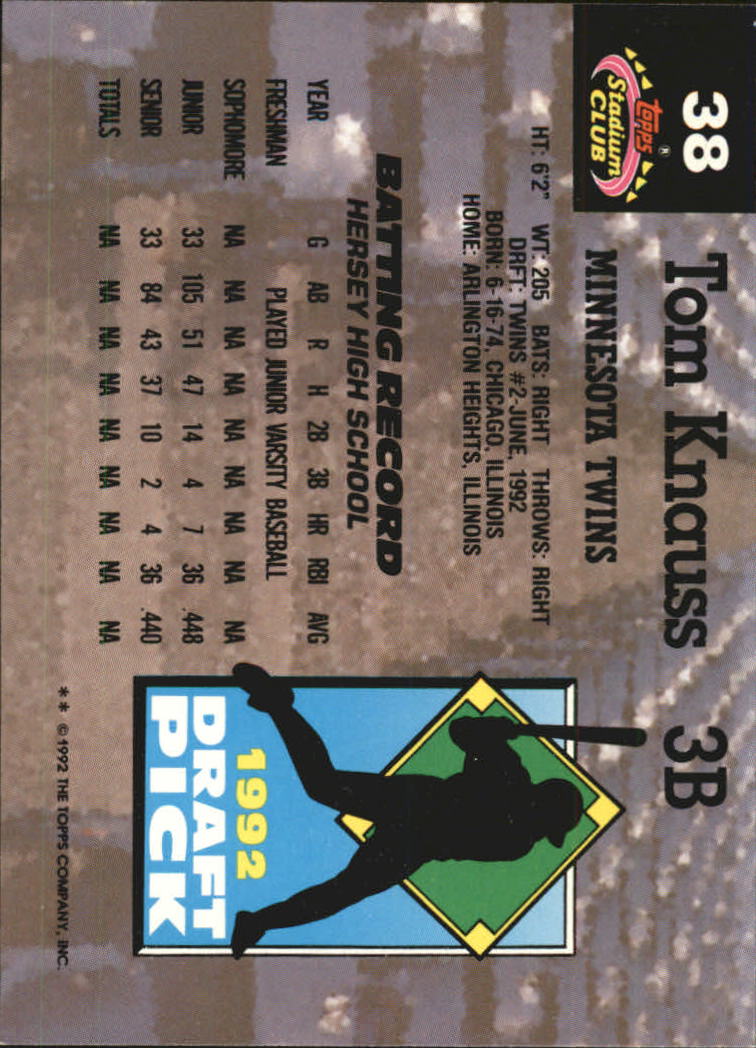 38 Tom Knauss 3B
Topps®
Stadium
CLUB
MINNESOTA TWINS
HT: 6'2" WT: 205 BATS: RIGHT THROWS: RIGHT
DRFT: TWINS #2-JUNE, 1992
BORN: 6-16-74, CHICAGO, ILLINOIS
HOME: ARLINGTON HEIGHTS, ILLINOIS
BATTING RECORD
HERSEY HIGH SCHOOL
YEAR G AB R H 2B 3B HR RBI AVG
FRESHMAN PLAYED JUNIOR VARSITY BASEBALL
SOPHOMORE NA NA NA NA NA NA NA NA NA
JUNIOR 33 105 51 47 14 4 7 36 .448
SENIOR 33 84 43 37 10 2 4 36 .440
TOTALS NA NA NA NA NA NA NA NA NA
1992
DRAFT
PICK
** ©1992 THE TOPPS COMPANY, INC.